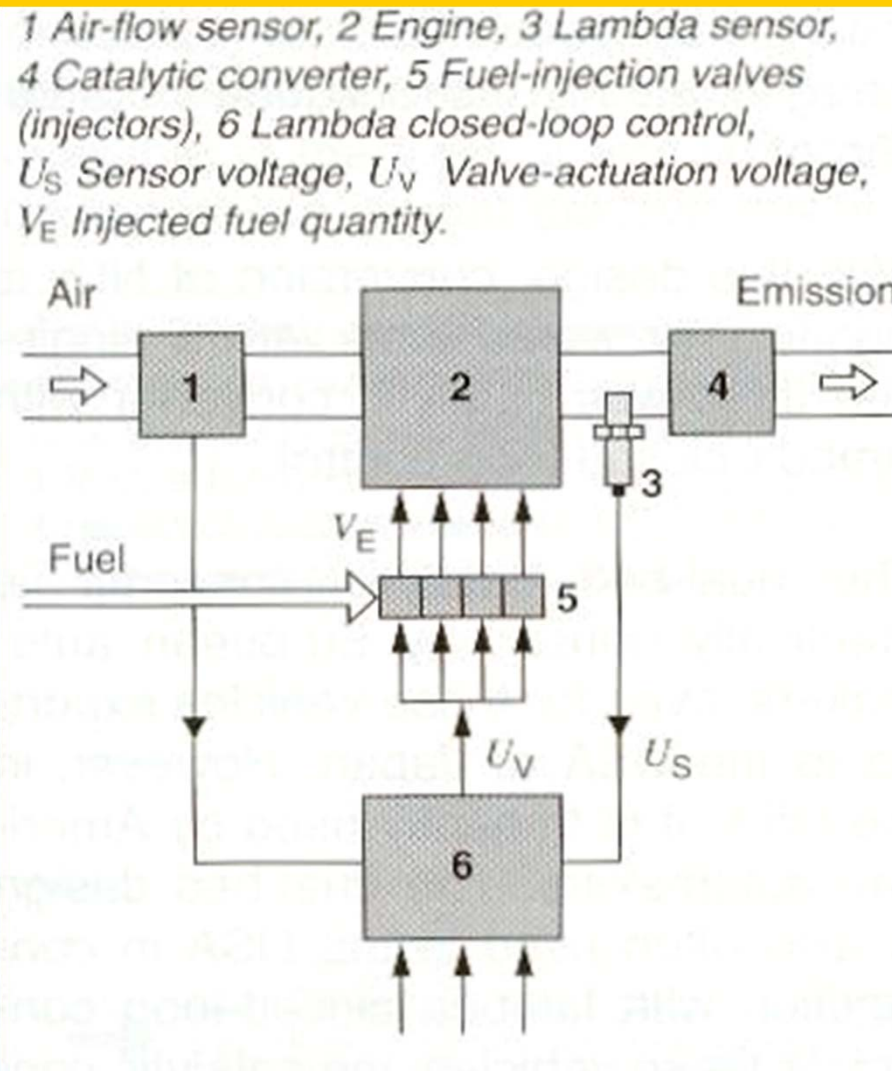 1 Air-flow sensor, 2 Engine, 3 Lambda sensor,
4 Catalytic converter, 5 Fuel-injection valves
(injectors), 6 Lambda closed-loop control,
US Sensor voltage, UV Valve-actuation voltage,
VE Injected fuel quantity.
Air
Emission
1
2
4
3
VE
Fuel
5
UV
US
6